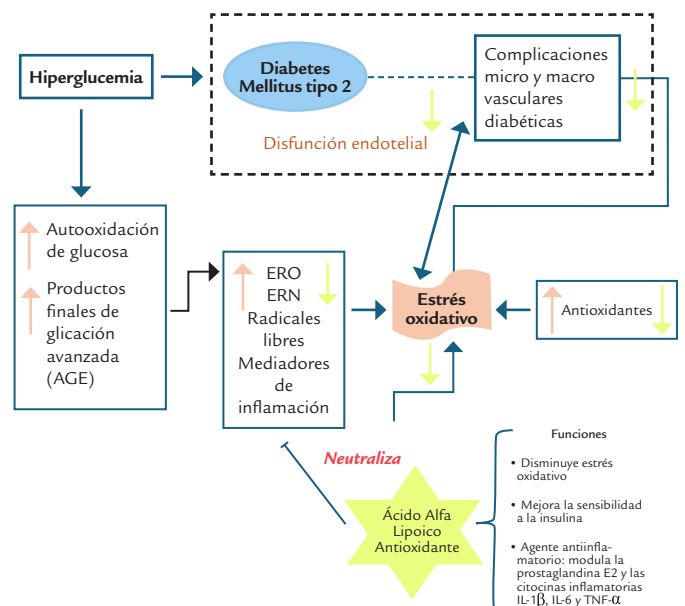 Hiperglucemia
Diabetes
Mellitus tipo 2
Complicaciones
micro y macro
vasculares
diabéticas
Disfunción endotelial
Autooxidación
de glucosa
Productos
finales de
glicación
avanzada
(AGE)
ERO
ERN
Radicales
libres
Mediadores
de
inflamación
Estrés
oxidativo
Antioxidantes
Neutraliza
Ácido Alfa
Lipoico
Antioxidante
Funciones
• Disminuye estrés
oxidativo
• Mejora la sensibilidad
a la insulina
• Agente antiinfla-
matorio: modula la
prostaglandina E2 y las
citocinas inflamatorias
IL-1β, IL-6 y TNF-α